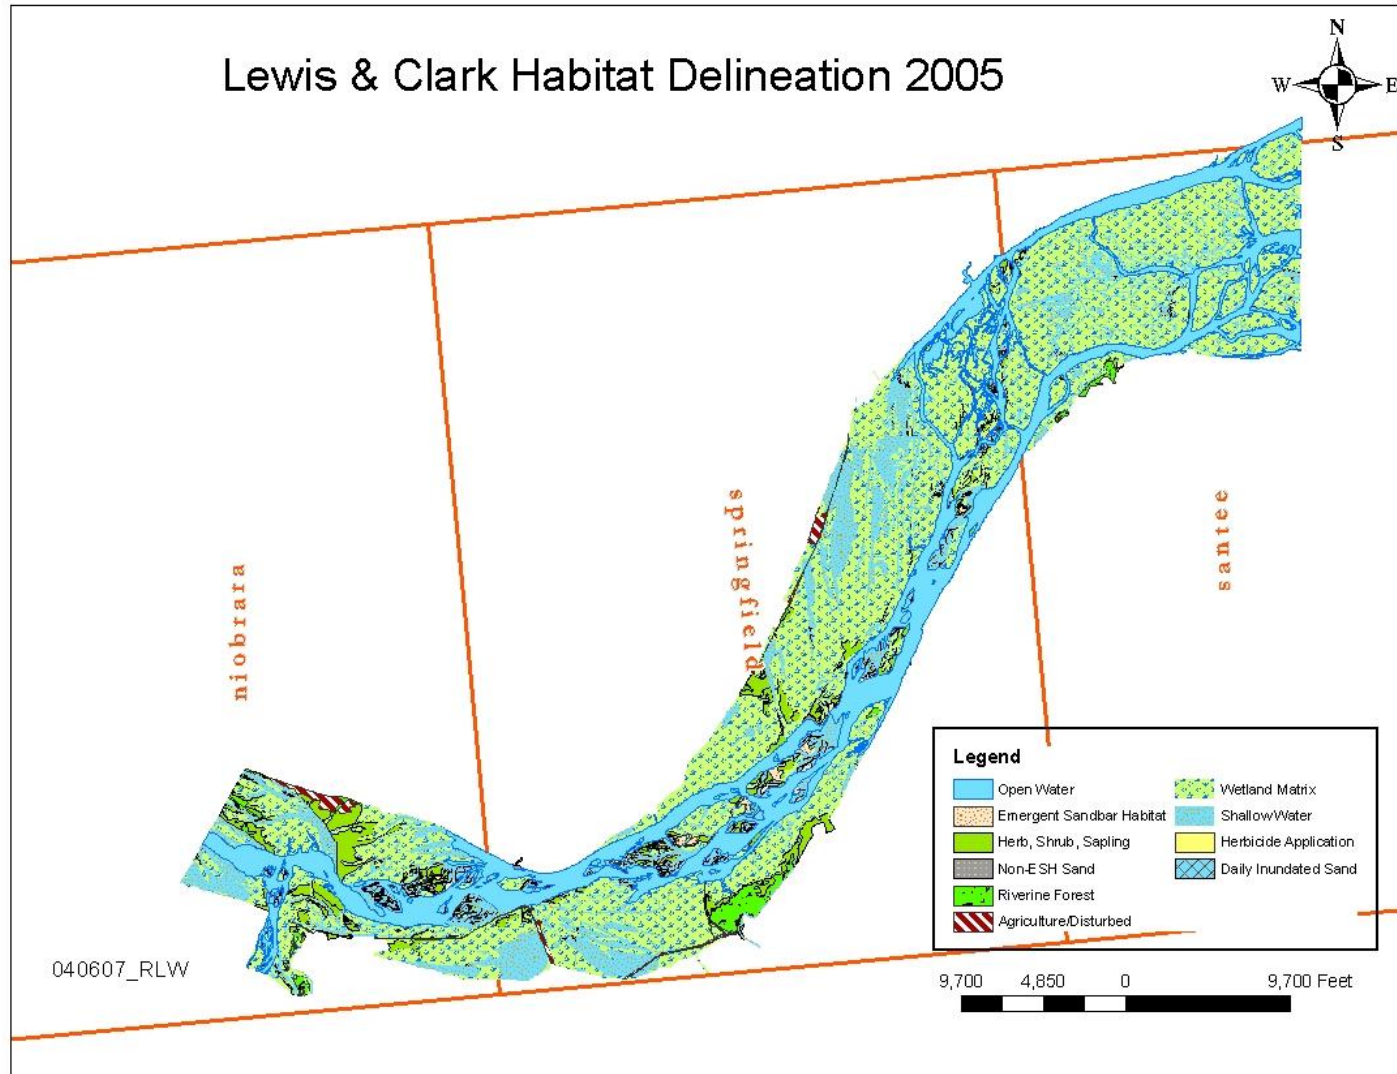 Lewis & Clark Habitat Delineation 2005
N
W
E
S
springfield
santee
niobrara
Legend
Open Water
Wetland Matrix
Emergent Sandbar Habitat
Shallow Water
Herb, Shrub, Sapling
Herbicide Application
Non-ESH Sand
Daily Inundated Sand
Riverine Forest
Agriculture/Disturbed
040607_RLW
9,700 4,850 0 9,700 Feet